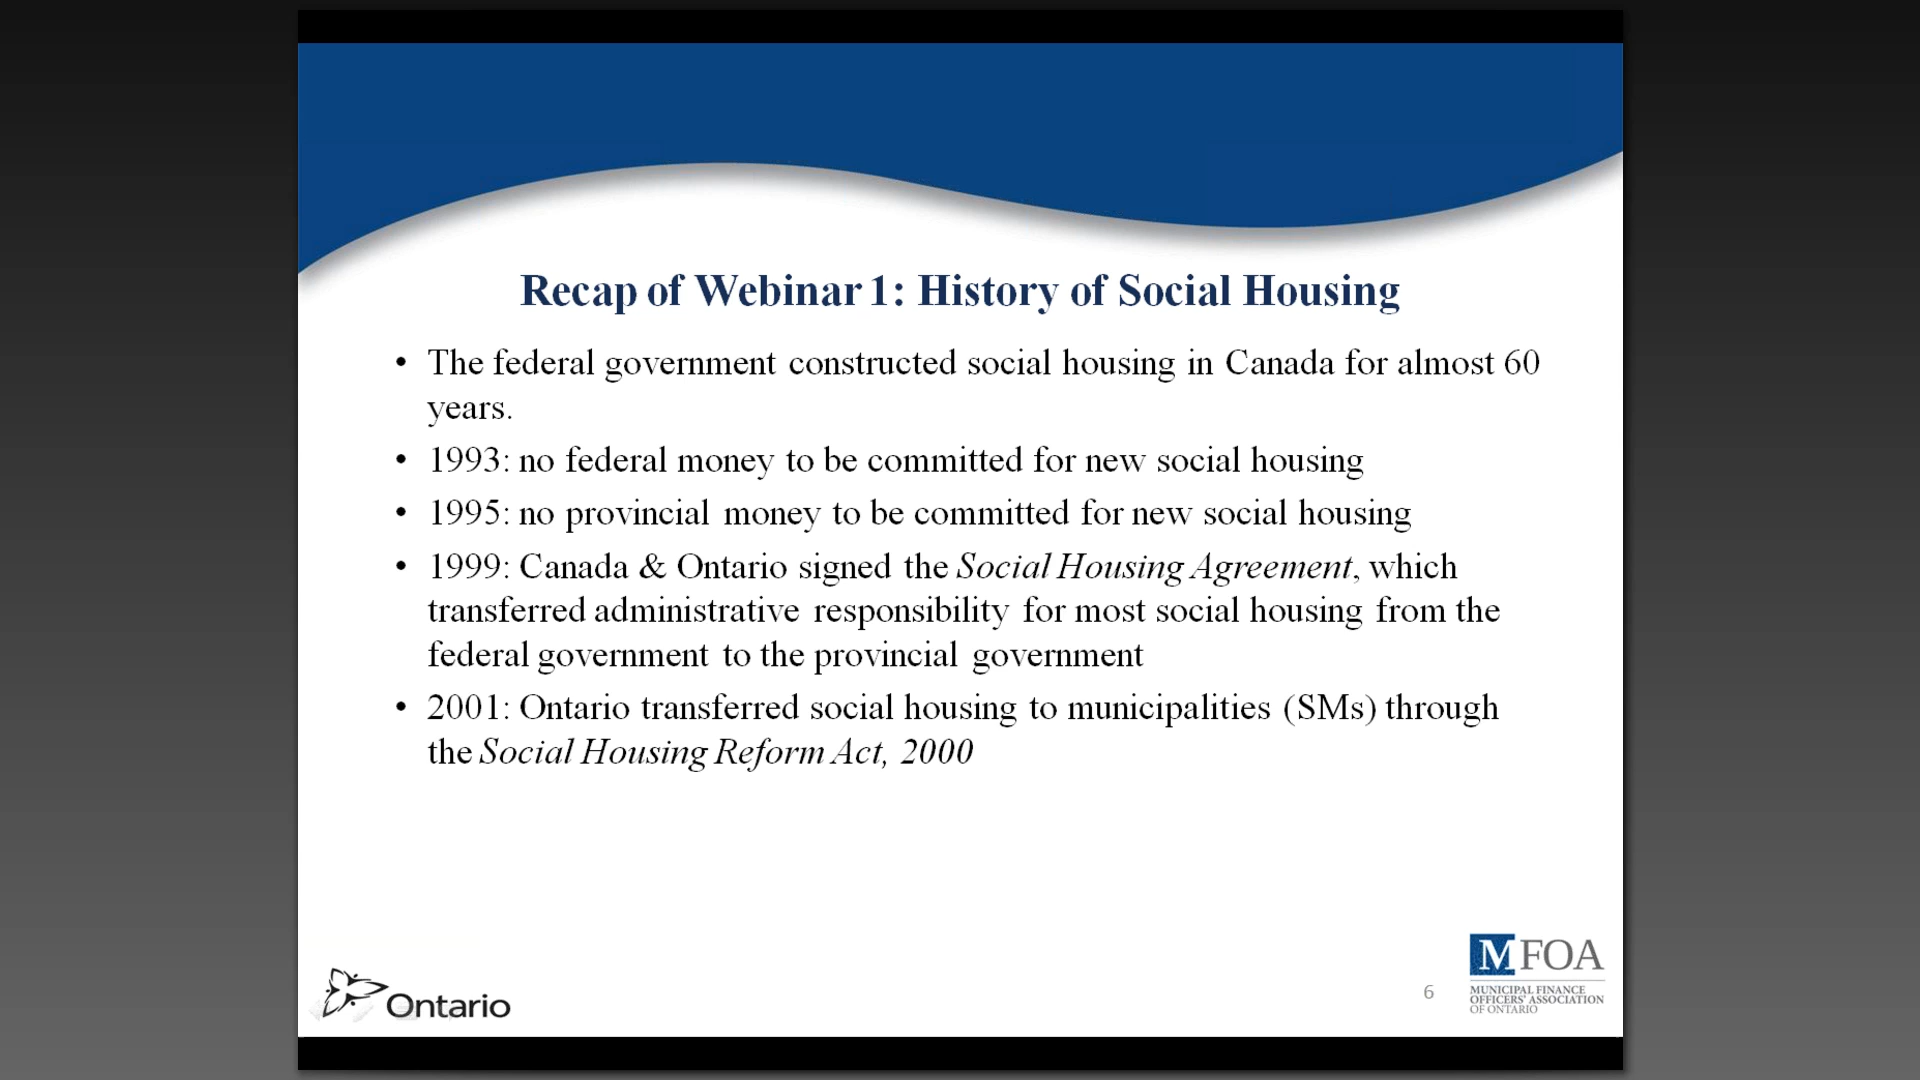 Recap of Webinar 1: History of Social Housing
• The federal government constructed social housing in Canada for almost 60
years.
• 1993: no federal money to be committed for new social housing
• 1995: no provincial money to be committed for new social housing
• 1999: Canada & Ontario signed the Social Housing Agreement, which
transferred administrative responsibility for most social housing from the
federal government to the provincial government
• 2001: Ontario transferred social housing to municipalities (SMs) through
the Social Housing Reform Act, 2000
Ontario
6
MFOA
MUNICIPAL FINANCE
OFFICERS' ASSOCIATION
OF ONTARIO